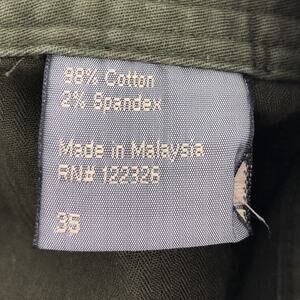 98% Cotton
2% Spandex
Made in Malaysia
RN# 122326
35